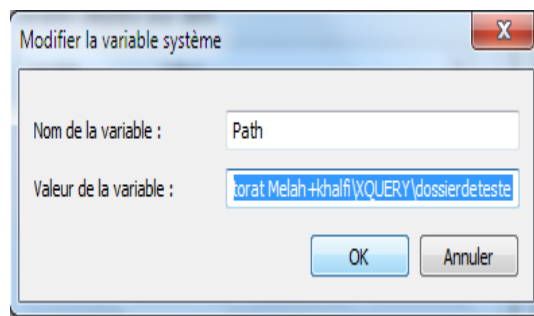 Modifier la variable système
Nom de la variable :
Path
Valeur de la variable :
torat Melah+khalfi\XQUERY\dossierdeteste
OK
Annuler